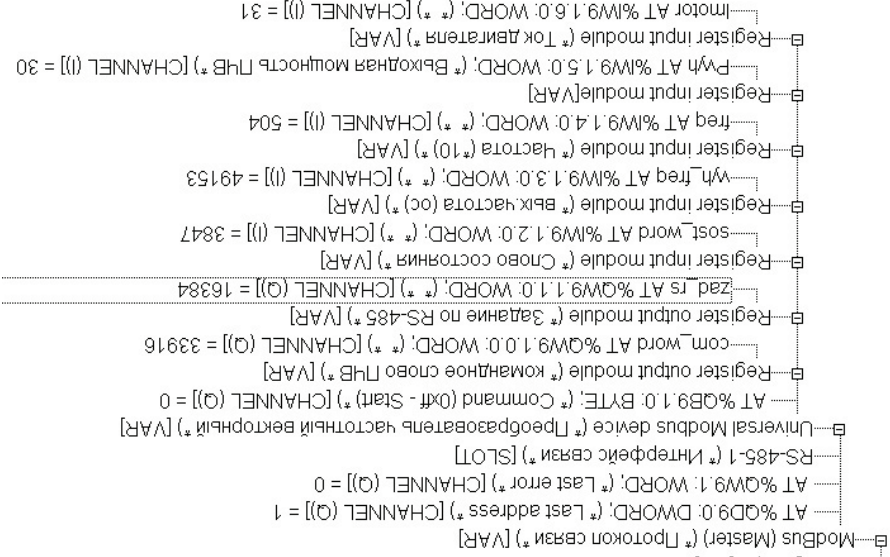 ModBus (Master) (* Протокол связи *) [VAR]
AT %QD9.0: DWORD; (* Last address *) [CHANNEL (Q)] = 1
AT %QW9.1: WORD; (* Last error *) [CHANNEL (Q)] = 0
RS-485-1 (* Интерфейс связи *) [SLOT]
Universal Modbus device (* Преобразователь частотный векторный *) [VAR]
AT %QB9.1.0: BYTE; (* Command (0xff - Start) *) [CHANNEL (Q)] = 0
Register output module (* командное слово ПЧВ *) [VAR]
com_word AT %QW9.1.0.0: WORD; (* *) [CHANNEL (Q)] = 33916
Register output module (* Задание по RS-485 *) [VAR]
zad_rs AT %QW9.1.1.0: WORD; (* *) [CHANNEL (Q)] = 16384
Register input module (* Слово состояния *) [VAR]
sost_word AT %IW9.1.2.0: WORD; (* *) [CHANNEL (I)] = 3847
Register input module (* вых.частота (ос) *) [VAR]
vyh_freq AT %IW9.1.3.0: WORD; (* *) [CHANNEL (I)] = 49153
Register input module (* Частота (*10) *) [VAR]
freq AT %IW9.1.4.0: WORD; (* *) [CHANNEL (I)] = 504
Register input module[VAR]
Pvyh AT %IW9.1.5.0: WORD; (* Выходная мощность ПЧВ *) [CHANNEL (I)] = 30
Register input module (* Ток двигателя *) [VAR]
Imotor AT %IW9.1.6.0: WORD; (* *) [CHANNEL (I)] = 31